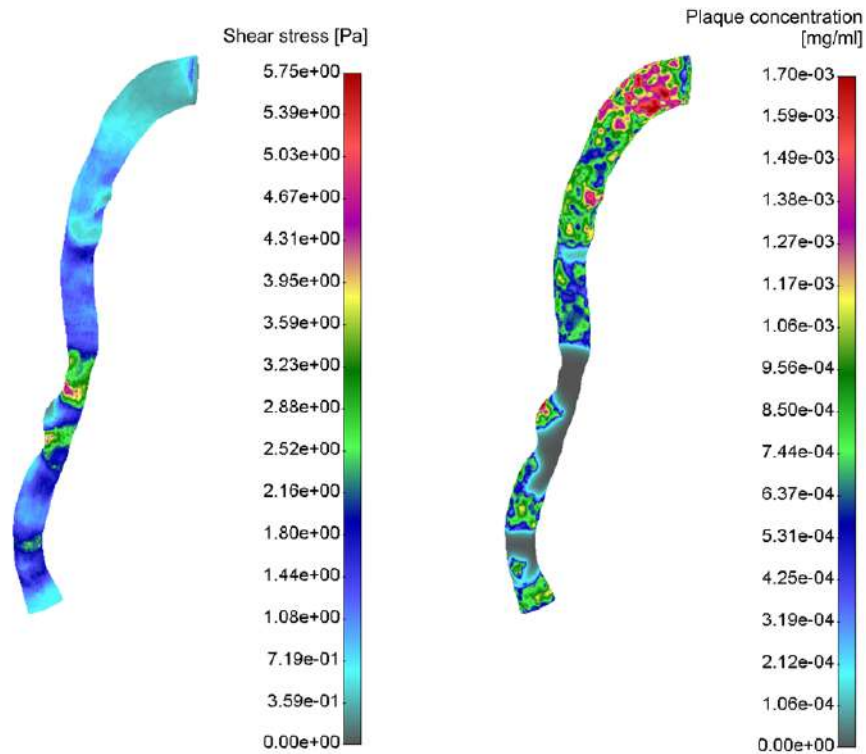 Shear stress [Pa]
5.75e+00
5.39e+00
5.03e+00
4.67e+00
4.31e+00
3.95e+00
3.59e+00
3.23e+00
2.88e+00
2.52e+00
2.16e+00
1.80e+00
1.44e+00
1.08e+00
7.19e-01
3.59e-01
0.00e+00
Plaque concentration
[mg/ml]
1.70e-03
1.59e-03
1.49e-03
1.38e-03
1.27e-03
1.17e-03
1.06e-03
9.56e-04
8.50e-04
7.44e-04
6.37e-04
5.31e-04
4.25e-04
3.19e-04
2.12e-04
1.06e-04
0.00e+00